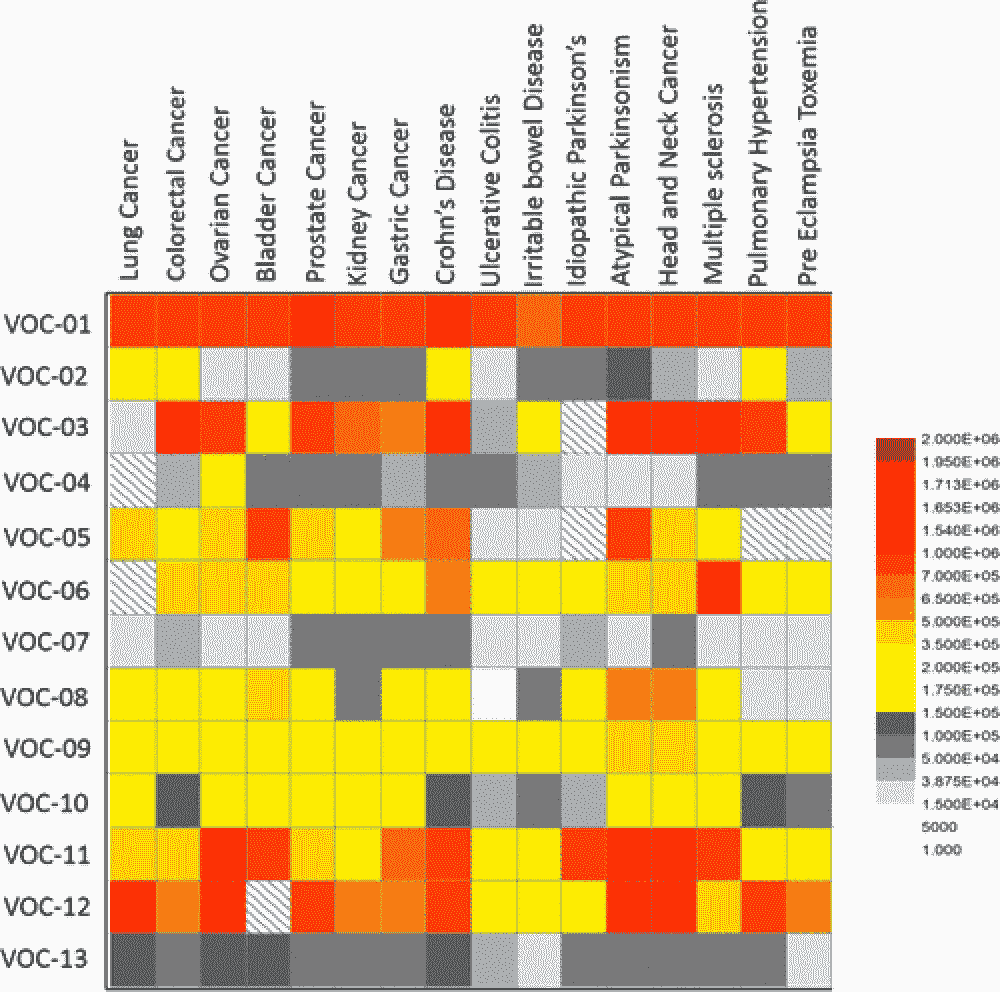 Lung Cancer
Colorectal Cancer
Ovarian Cancer
Bladder Cancer
Prostate Cancer
Kidney Cancer
Gastric Cancer
Crohn's Disease
Ulcerative Colitis
Irritable bowel Disease
Idiopathic Parkinson's
Atypical Parkinsonism
Head and Neck Cancer
Multiple sclerosis
Pulmonary Hypertension
Pre Eclampsia Toxemia
VOC-01
VOC-02
VOC-03
VOC-04
VOC-05
VOC-06
VOC-07
VOC-08
VOC-09
VOC-10
VOC-11
VOC-12
VOC-13
2.000E+06
1.950E+06
1.713E+06
1.653E+06
1.540E+06
1.000E+06
7.000E+05
6.500E+05
5.000E+05
3.500E+05
2.000E+05
1.750E+05
1.500E+05
1.000E+05
5.000E+04
3.875E+04
1.500E+04
5000
1.000